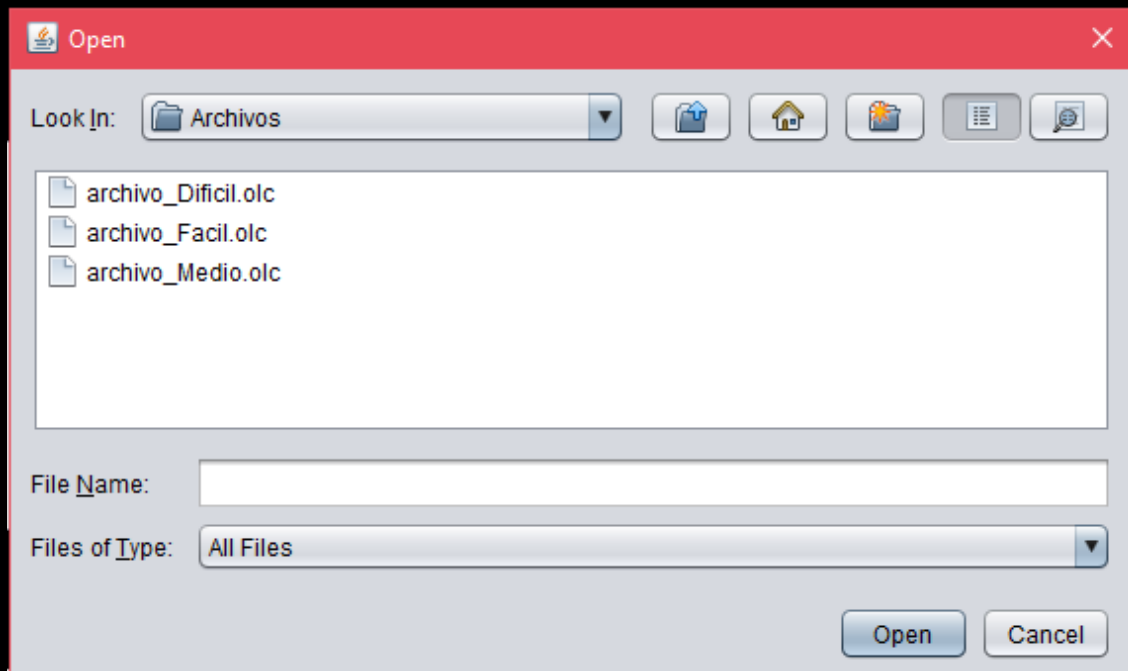 Open
Look In: Archivos
archivo_Dificil.olc
archivo_Facil.olc
archivo_Medio.olc
File Name:
Files of Type: All Files
Open Cancel